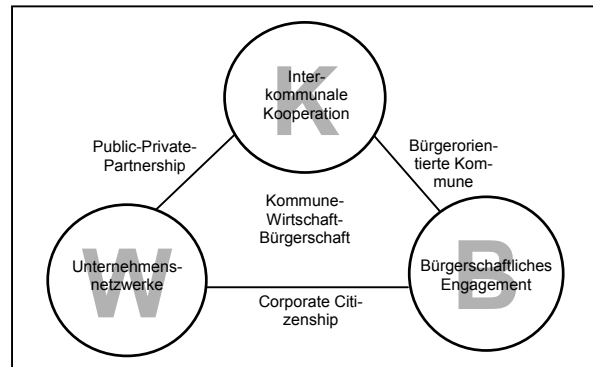 K
Inter-
kommunale
Kooperation
Public-Private-
Partnership
Bürgerorien-
tierte Kom-
mune
Kommune-
Wirtschaft-
Bürgerschaft
W
Unternehmens-
netzwerke
B
Bürgerschaftliches
Engagement
Corporate Citi-
zenship